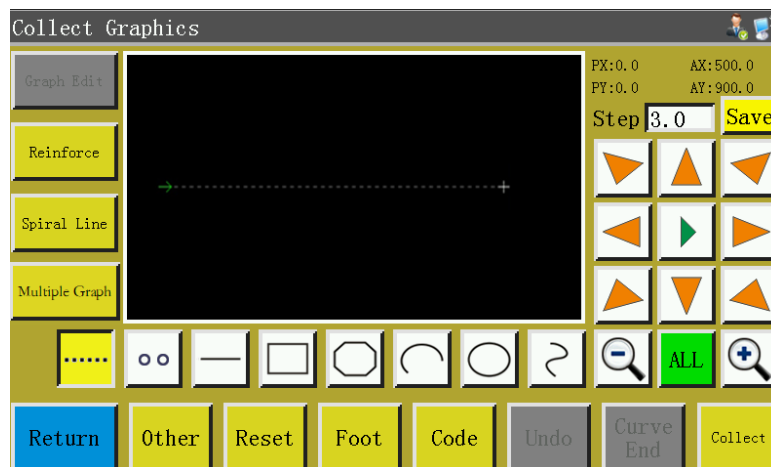 Collect Graphics
Graph Edit
PX:0.0 AX:500.0
PY:0.0 AY:900.0
Step 3.0 Save
Reinforce
Spiral Line
Multiple Graph
ALL
Return Other Reset Foot Code Undo Curve End Collect